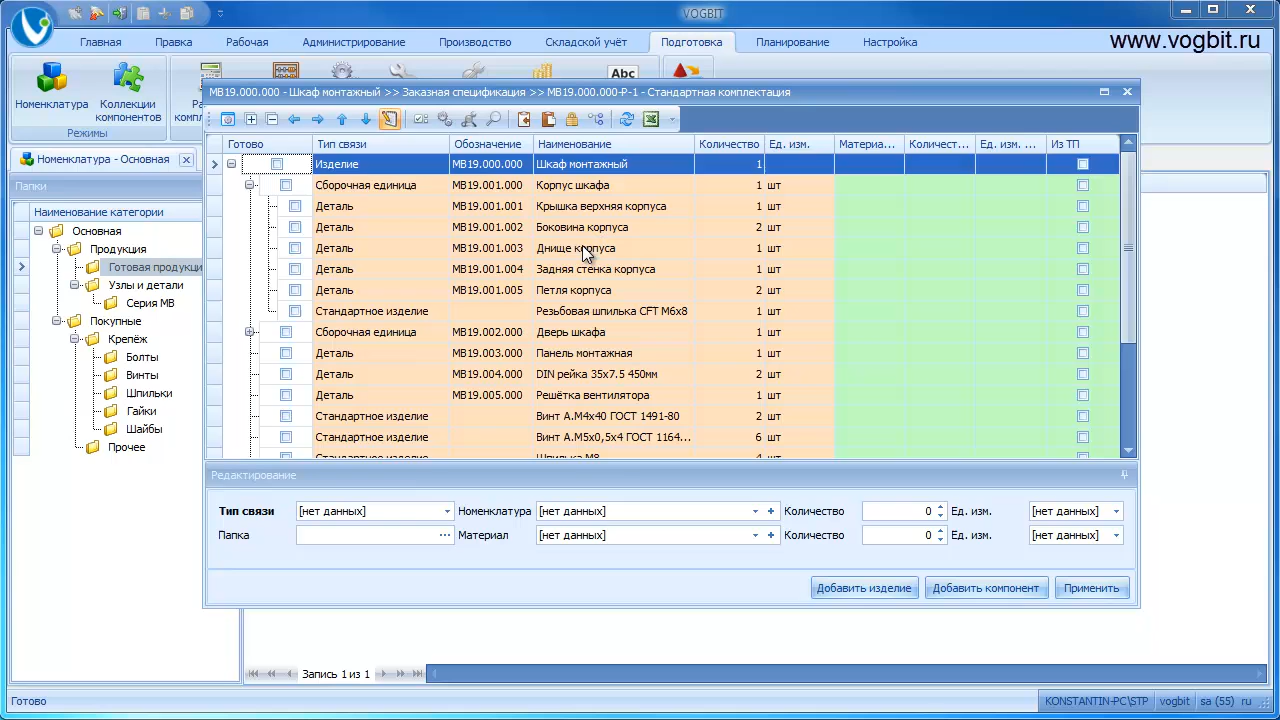 VOGBIT
www.vogbit.ru
Главная Правка Рабочая Администрирование Производство Складской учёт Подготовка Планирование Настройка
Номенклатура
Коллекции компонентов
Режимы
Abc
Номенклатура - Основная
Папки
Наименование категории
Основная
Продукция
Готовая продукци
Узлы и детали
Серия МВ
Покупные
Крепёж
Болты
Винты
Шпильки
Гайки
Шайбы
Прочее
МВ19.000.000 - Шкаф монтажный >> Заказная спецификация >> МВ19.000.000-Р-1 - Стандартная комплектация
Готово Тип связи Обозначение Наименование Количество Ед. изм. Материа... Количест... Ед. изм. ... Из ТП
Изделие МВ19.000.000 Шкаф монтажный 1
Сборочная единица МВ19.001.000 Корпус шкафа 1 шт
Деталь МВ19.001.001 Крышка верхняя корпуса 1 шт
Деталь МВ19.001.002 Боковина корпуса 2 шт
Деталь МВ19.001.003 Днище корпуса 1 шт
Деталь МВ19.001.004 Задняя стенка корпуса 1 шт
Деталь МВ19.001.005 Петля корпуса 2 шт
Стандартное изделие Резьбовая шпилька CFT М6х8 1 шт
Сборочная единица МВ19.002.000 Дверь шкафа 1 шт
Деталь МВ19.003.000 Панель монтажная 1 шт
Деталь МВ19.004.000 DIN рейка 35х7.5 450мм 2 шт
Деталь МВ19.005.000 Решётка вентилятора 1 шт
Стандартное изделие Винт А.М4х40 ГОСТ 1491-80 2 шт
Стандартное изделие Винт А.М5х0,5х4 ГОСТ 1164... 6 шт
Стандартное изделие Шпилька М8 4 шт
Редактирование
Тип связи [нет данных] Номенклатура [нет данных] Количество 0 Ед. изм. [нет данных]
Папка Материал [нет данных] Количество 0 Ед. изм. [нет данных]
Добавить изделие Добавить компонент Применить
Запись 1 из 1
Готово KONSTANTIN-PC\STP vogbit sa (55) ru